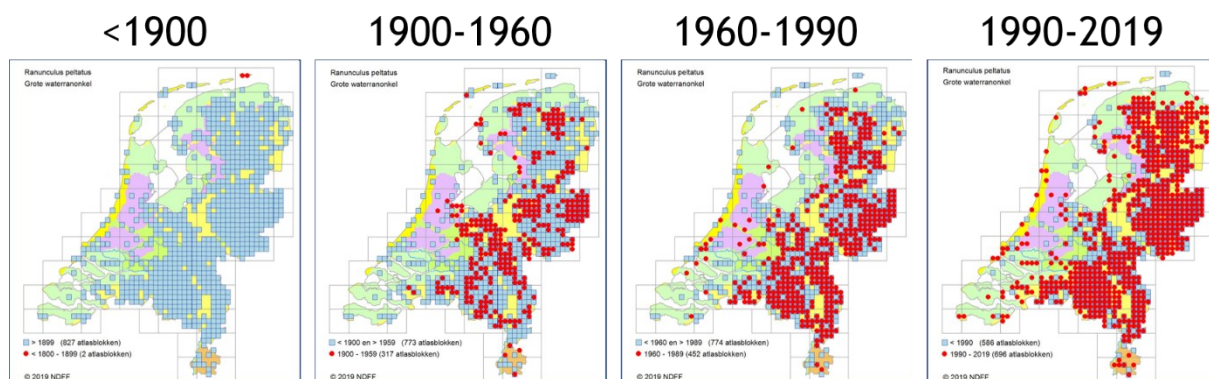 <1900
1900-1960
1960-1990
1990-2019
Ranunculus peltatus
Grote waterranonkel
> 1899 (827 atlasblokken)
< 1800 - 1899 (2 atlasblokken)
© 2019 NDFF
Ranunculus peltatus
Grote waterranonkel
< 1900 en > 1959 (773 atlasblokken)
1900 - 1959 (317 atlasblokken)
© 2019 NDFF
Ranunculus peltatus
Grote waterranonkel
< 1960 en > 1989 (774 atlasblokken)
1960 - 1989 (452 atlasblokken)
© 2019 NDFF
Ranunculus peltatus
Grote waterranonkel
< 1990 (586 atlasblokken)
1990 - 2019 (696 atlasblokken)
© 2019 NDFF